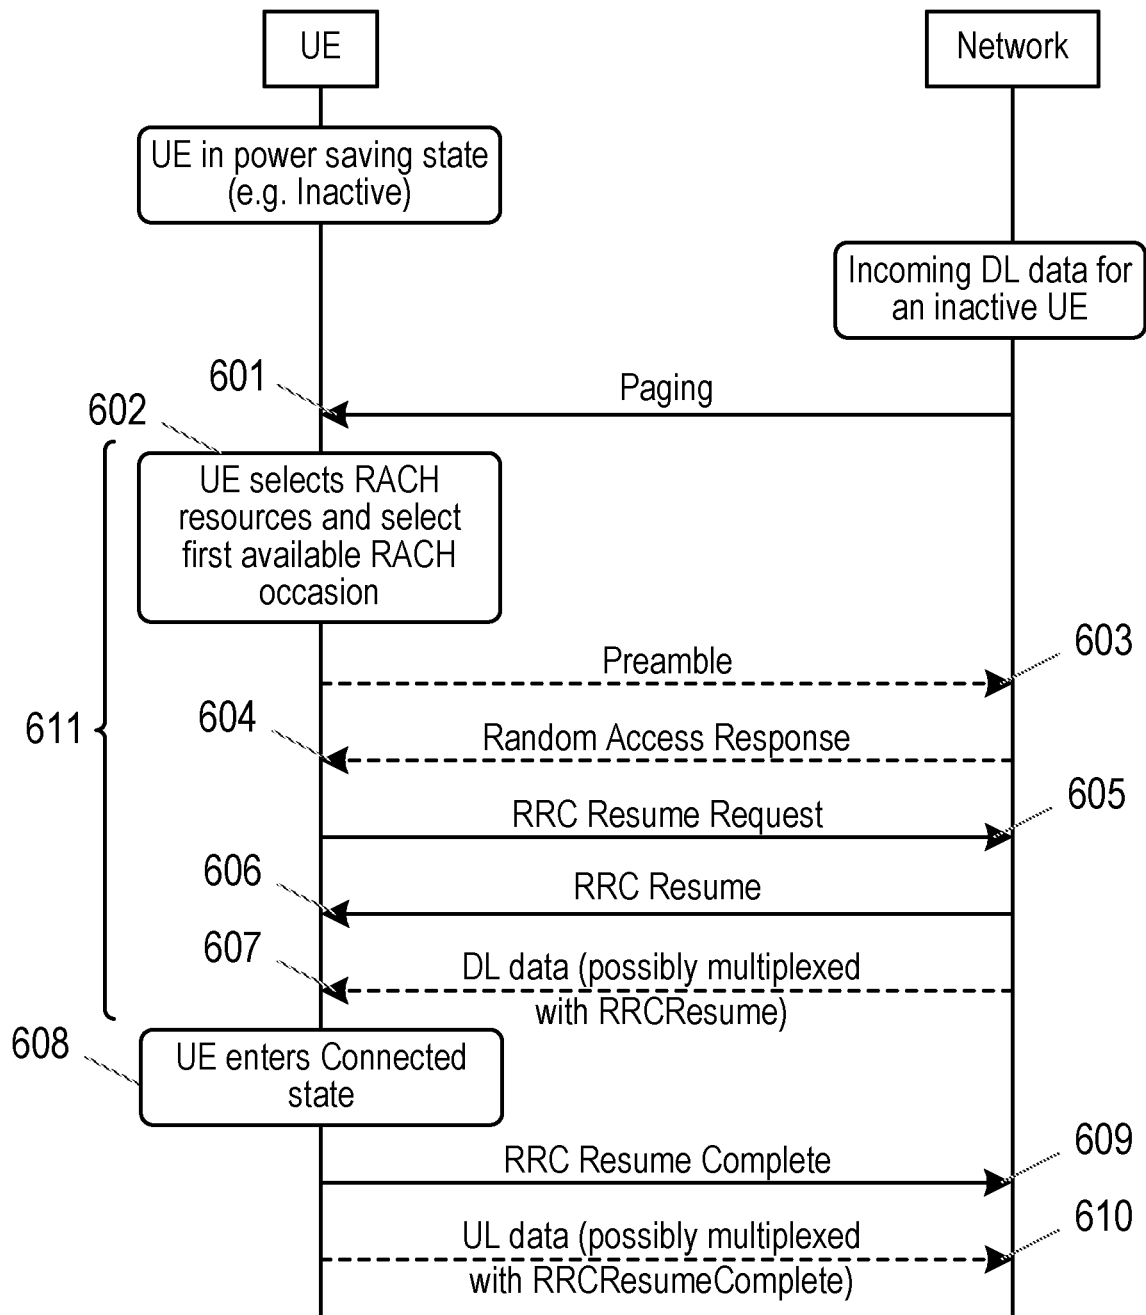 UE
Network
UE in power saving state
(e.g. Inactive)
Incoming DL data for
an inactive UE
601
Paging
602
UE selects RACH
resources and select
first available RACH
occasion
611
Preamble
603
604
Random Access Response
RRC Resume Request
605
606
RRC Resume
607
DL data (possibly multiplexed
with RRCResume)
608
UE enters Connected
state
RRC Resume Complete
609
UL data (possibly multiplexed
with RRCResumeComplete)
610